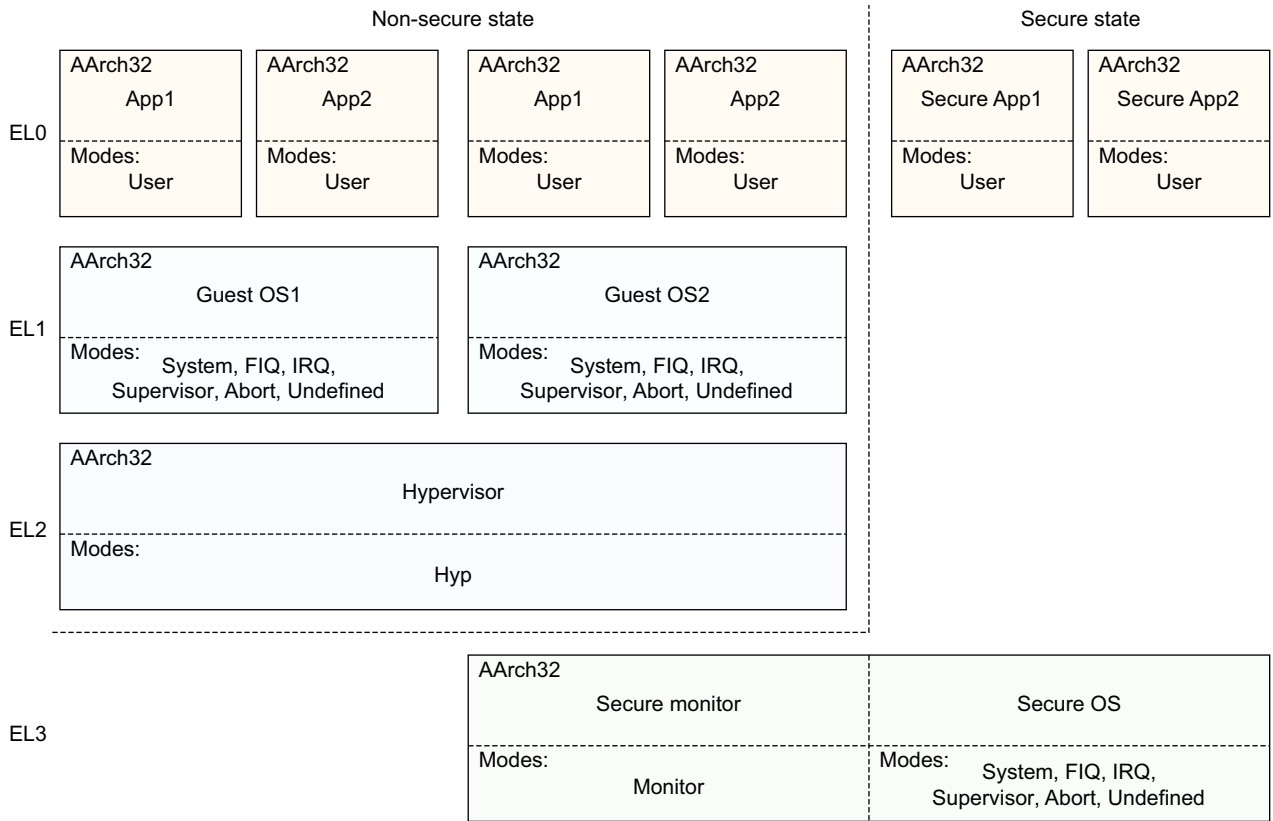 Non-secure state
Secure state
AArch32
App1
Modes:
User
AArch32
App2
Modes:
User
AArch32
App1
Modes:
User
AArch32
App2
Modes:
User
AArch32
Secure App1
Modes:
User
AArch32
Secure App2
Modes:
User
EL0
AArch32
Guest OS1
Modes:
System, FIQ, IRQ,
Supervisor, Abort, Undefined
AArch32
Guest OS2
Modes:
System, FIQ, IRQ,
Supervisor, Abort, Undefined
EL1
AArch32
Hypervisor
Modes:
Hyp
EL2
AArch32
Secure monitor
Modes:
Monitor
Secure OS
Modes:
System, FIQ, IRQ,
Supervisor, Abort, Undefined
EL3